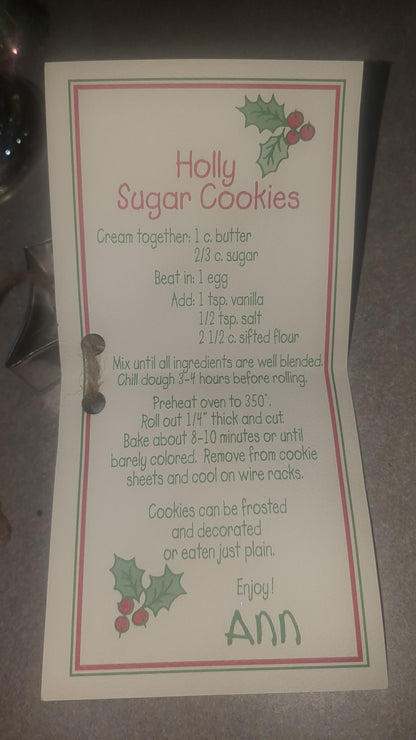 Holly
Sugar Cookies
Cream together: 1 c. butter
2/3 c. sugar
Beat in: 1 egg
Add: 1 tsp. vanilla
1/2 tsp. salt
2 1/2 c. sifted flour
Mix until all ingredients are well blended.
Chill dough 3-4 hours before rolling.
Preheat oven to 350°.
Roll out 1/4" thick and cut.
Bake about 8-10 minutes or until
barely colored. Remove from cookie
sheets and cool on wire racks.
Cookies can be frosted
and decorated
or eaten just plain.
Enjoy!
Ann